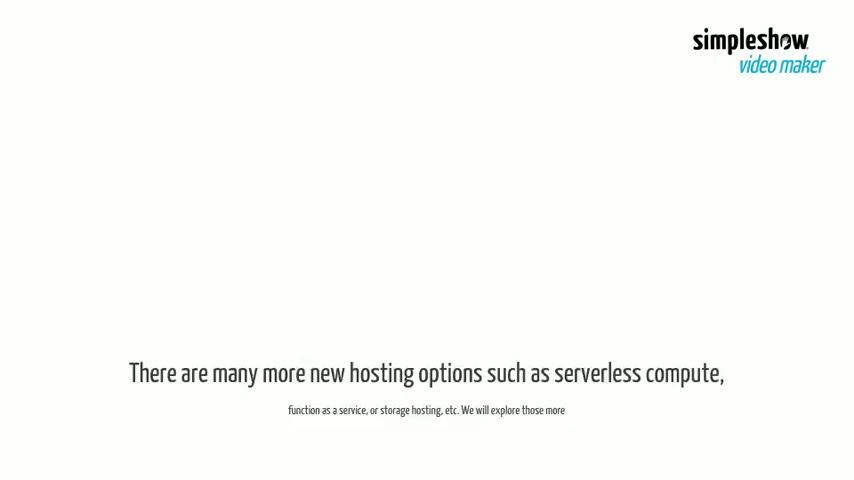 simpleshow
video maker
There are many more new hosting options such as serverless compute,
function as a service, or storage hosting, etc. We will explore those more